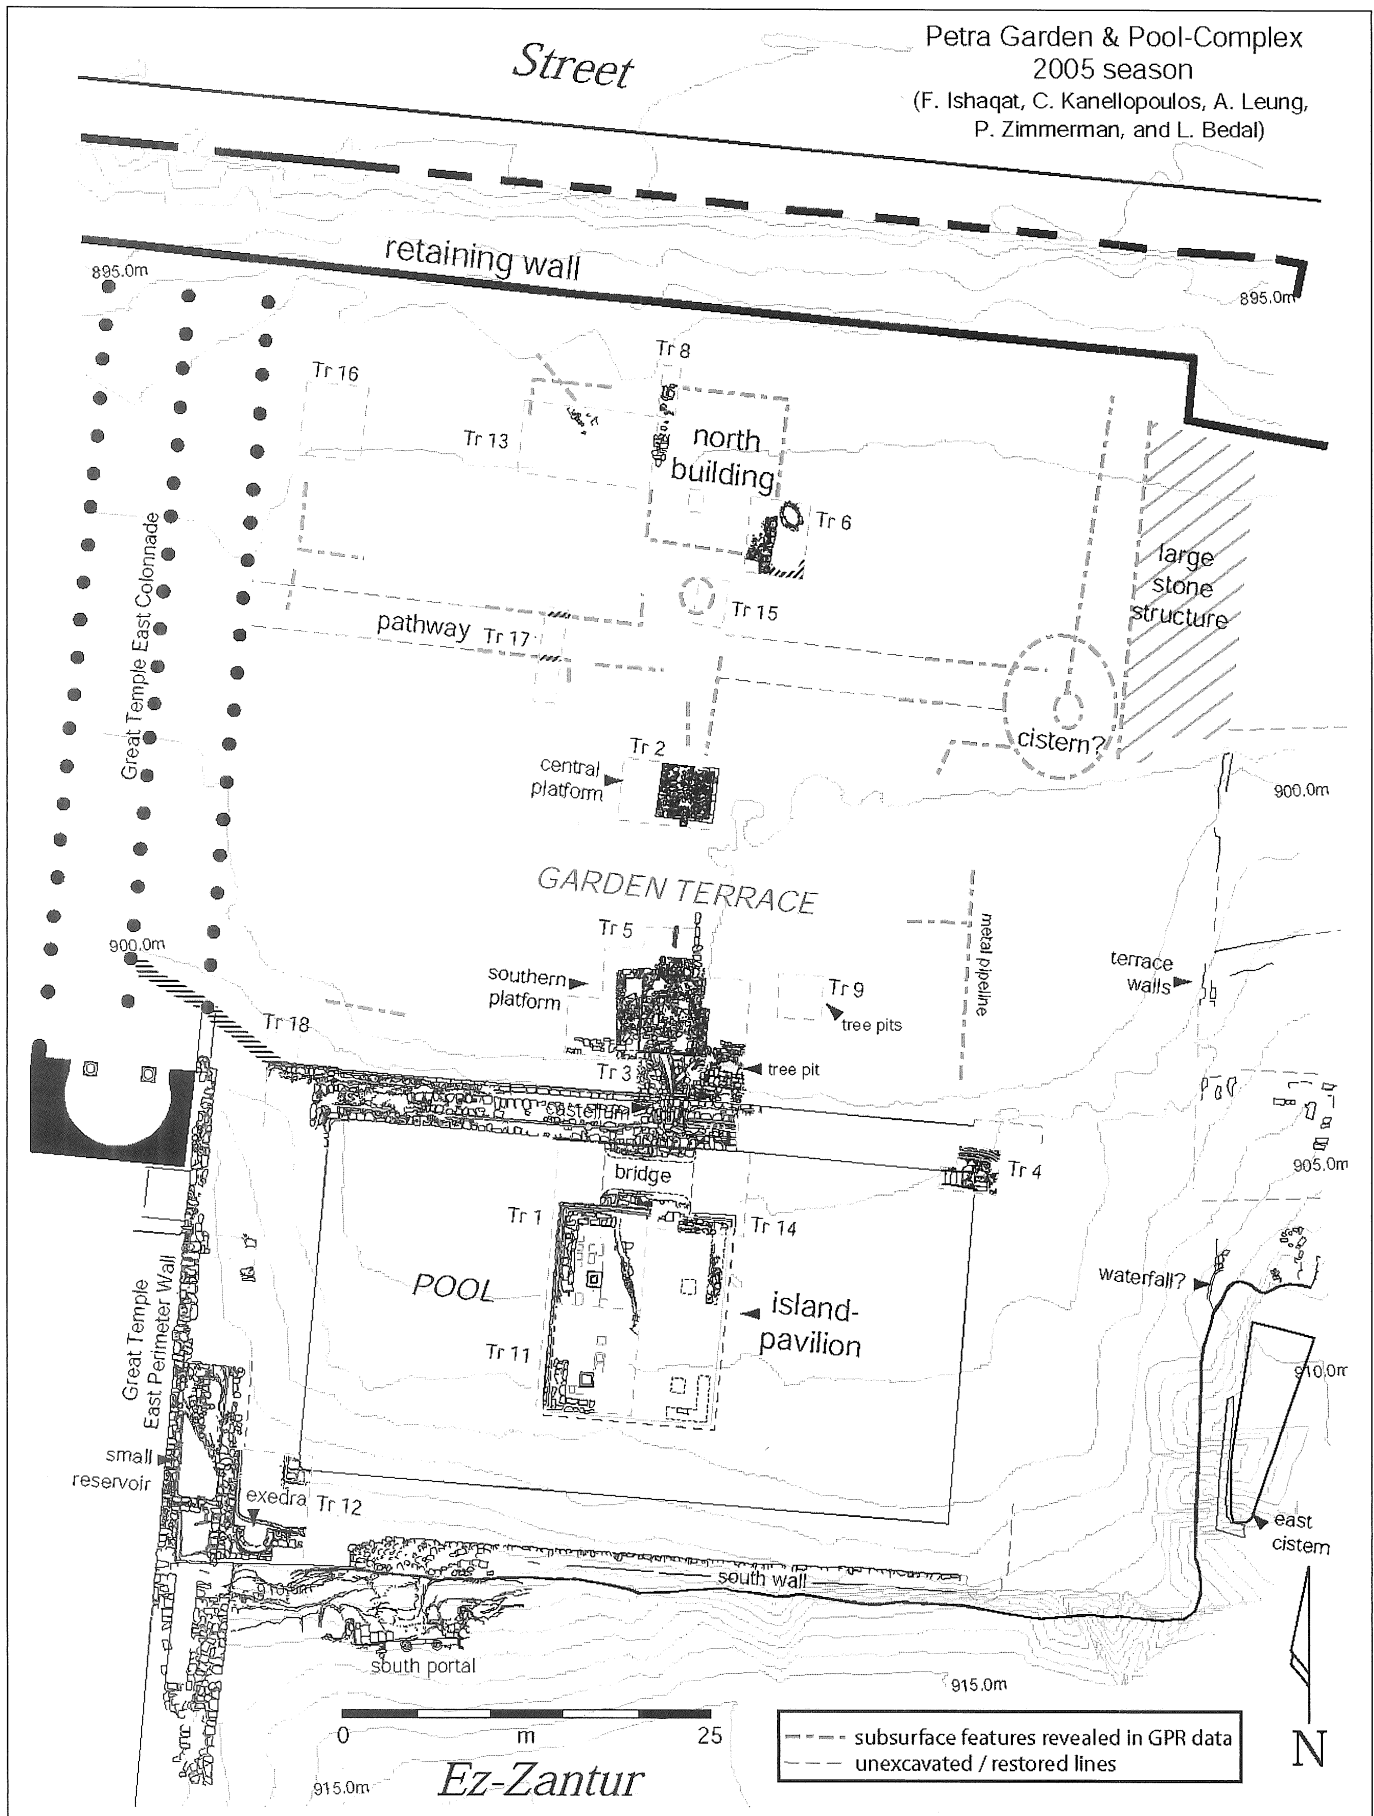 Street
Petra Garden & Pool-Complex
2005 season
(F. Ishaqat, C. Kanellopoulos, A. Leung,
P. Zimmerman, and L. Bedal)
retaining wall
895.0m
895.0m
Tr 8
Tr 16
Tr 13
north
building
Tr 6
large
stone
structure
Great Temple East Colonnade
Tr 15
pathway
Tr 17
cistern?
Tr 2
central
platform
900.0m
GARDEN TERRACE
Tr 5
metal pipeline
900.0m
southern
platform
terrace
walls
Tr 9
tree pits
Tr 18
Tr 3
tree pit
castellum
bridge
Tr 4
905.0m
Tr 1
Tr 14
Great Temple
East Perimeter Wall
POOL
waterfall?
island-
pavilion
Tr 11
910.0m
small
reservoir
exedra
Tr 12
east
cistern
910.0m
south wall
south portal
915.0m
0
m
25
915.0m
Ez-Zantur
subsurface features revealed in GPR data
unexcavated / restored lines
N